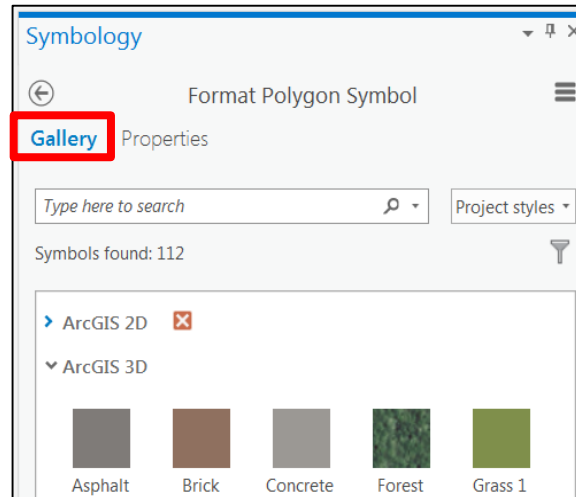 Symbology
Format Polygon Symbol
Gallery Properties
Type here to search Project styles
Symbols found: 112
ArcGIS 2D
ArcGIS 3D
Asphalt Brick Concrete Forest Grass 1